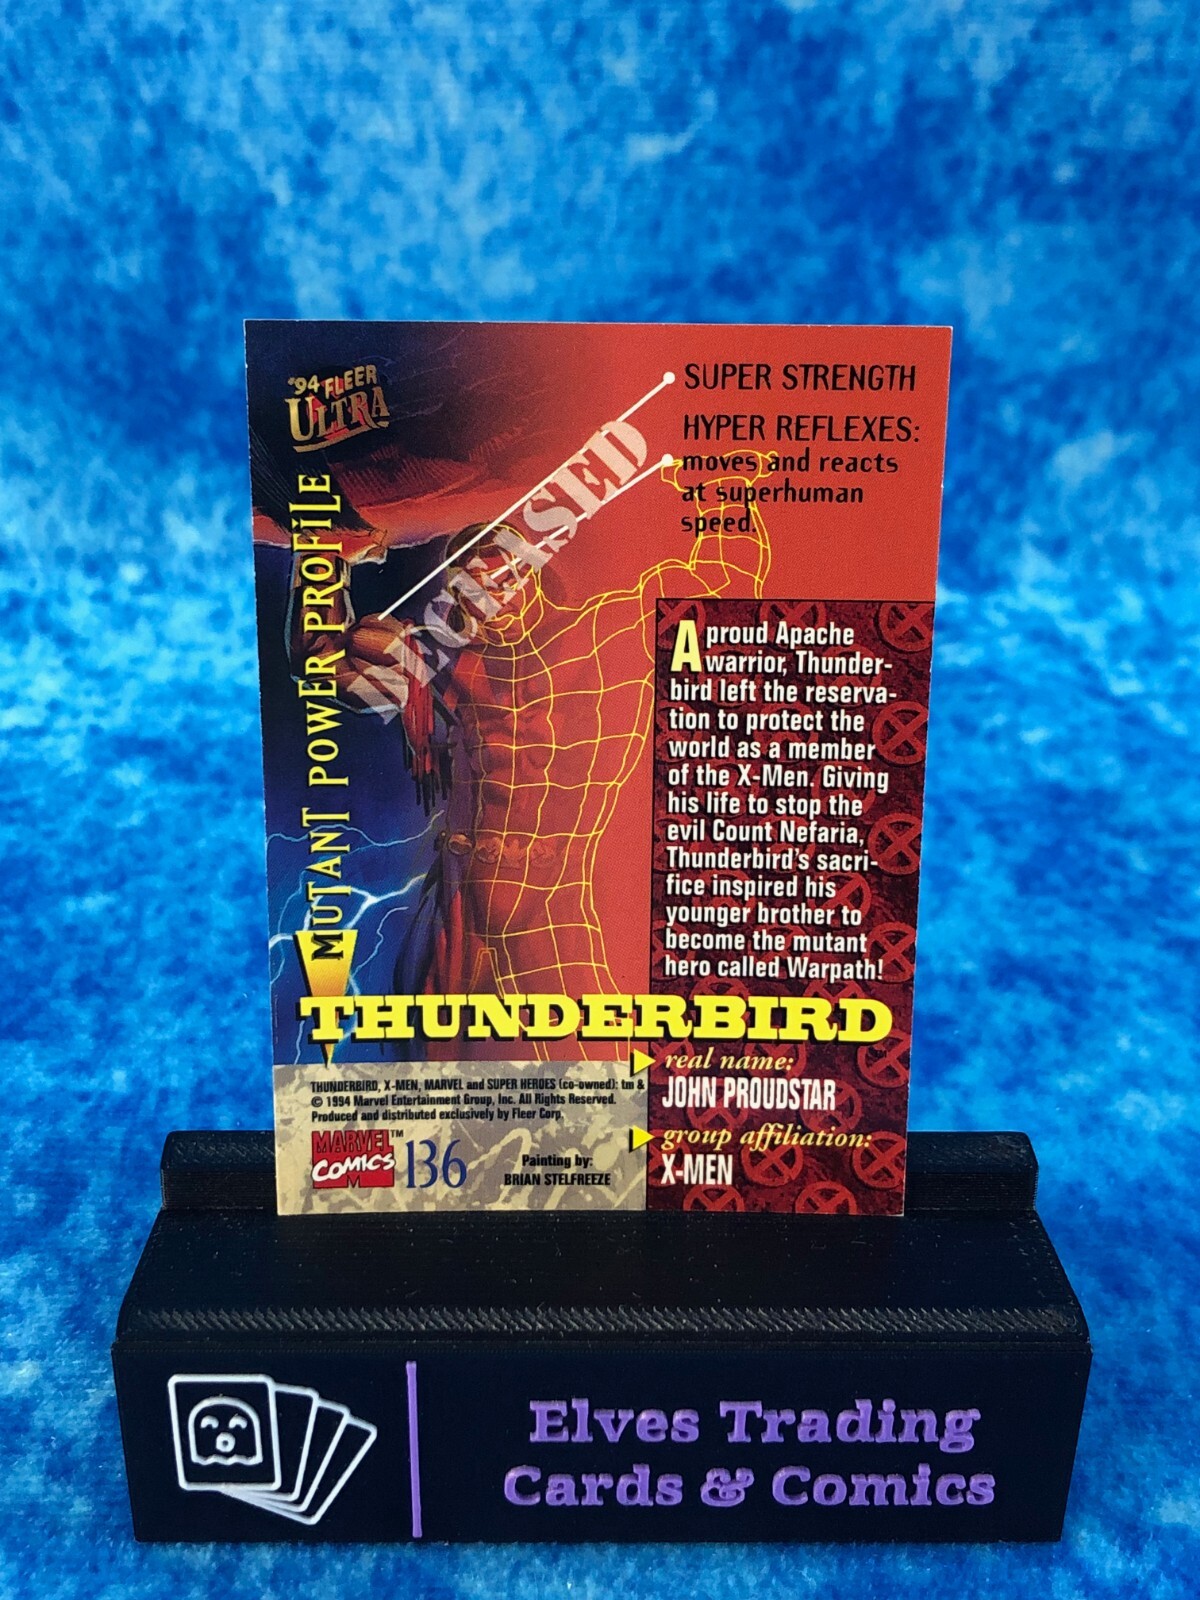 '94 FLEER
ULTRA
MUTANT POWER PROFILE
DECEASED
SUPER STRENGTH
HYPER REFLEXES:
moves and reacts
at superhuman
speed.
A proud Apache
warrior, Thunder-
bird left the reserva-
tion to protect the
world as a member
of the X-Men. Giving
his life to stop the
evil Count Nefaria,
Thunderbird's sacri-
fice inspired his
younger brother to
become the mutant
hero called Warpath!
THUNDERBIRD
real name:
JOHN PROUDSTAR
group affiliation:
X-MEN
THUNDERBIRD, X-MEN, MARVEL and SUPER HEROES (co-owned): tm &
© 1994 Marvel Entertainment Group, Inc. All Rights Reserved.
Produced and distributed exclusively by Fleer Corp.
MARVEL™
COMICS
136
Painting by:
BRIAN STELFREEZE
Elves Trading
Cards & Comics